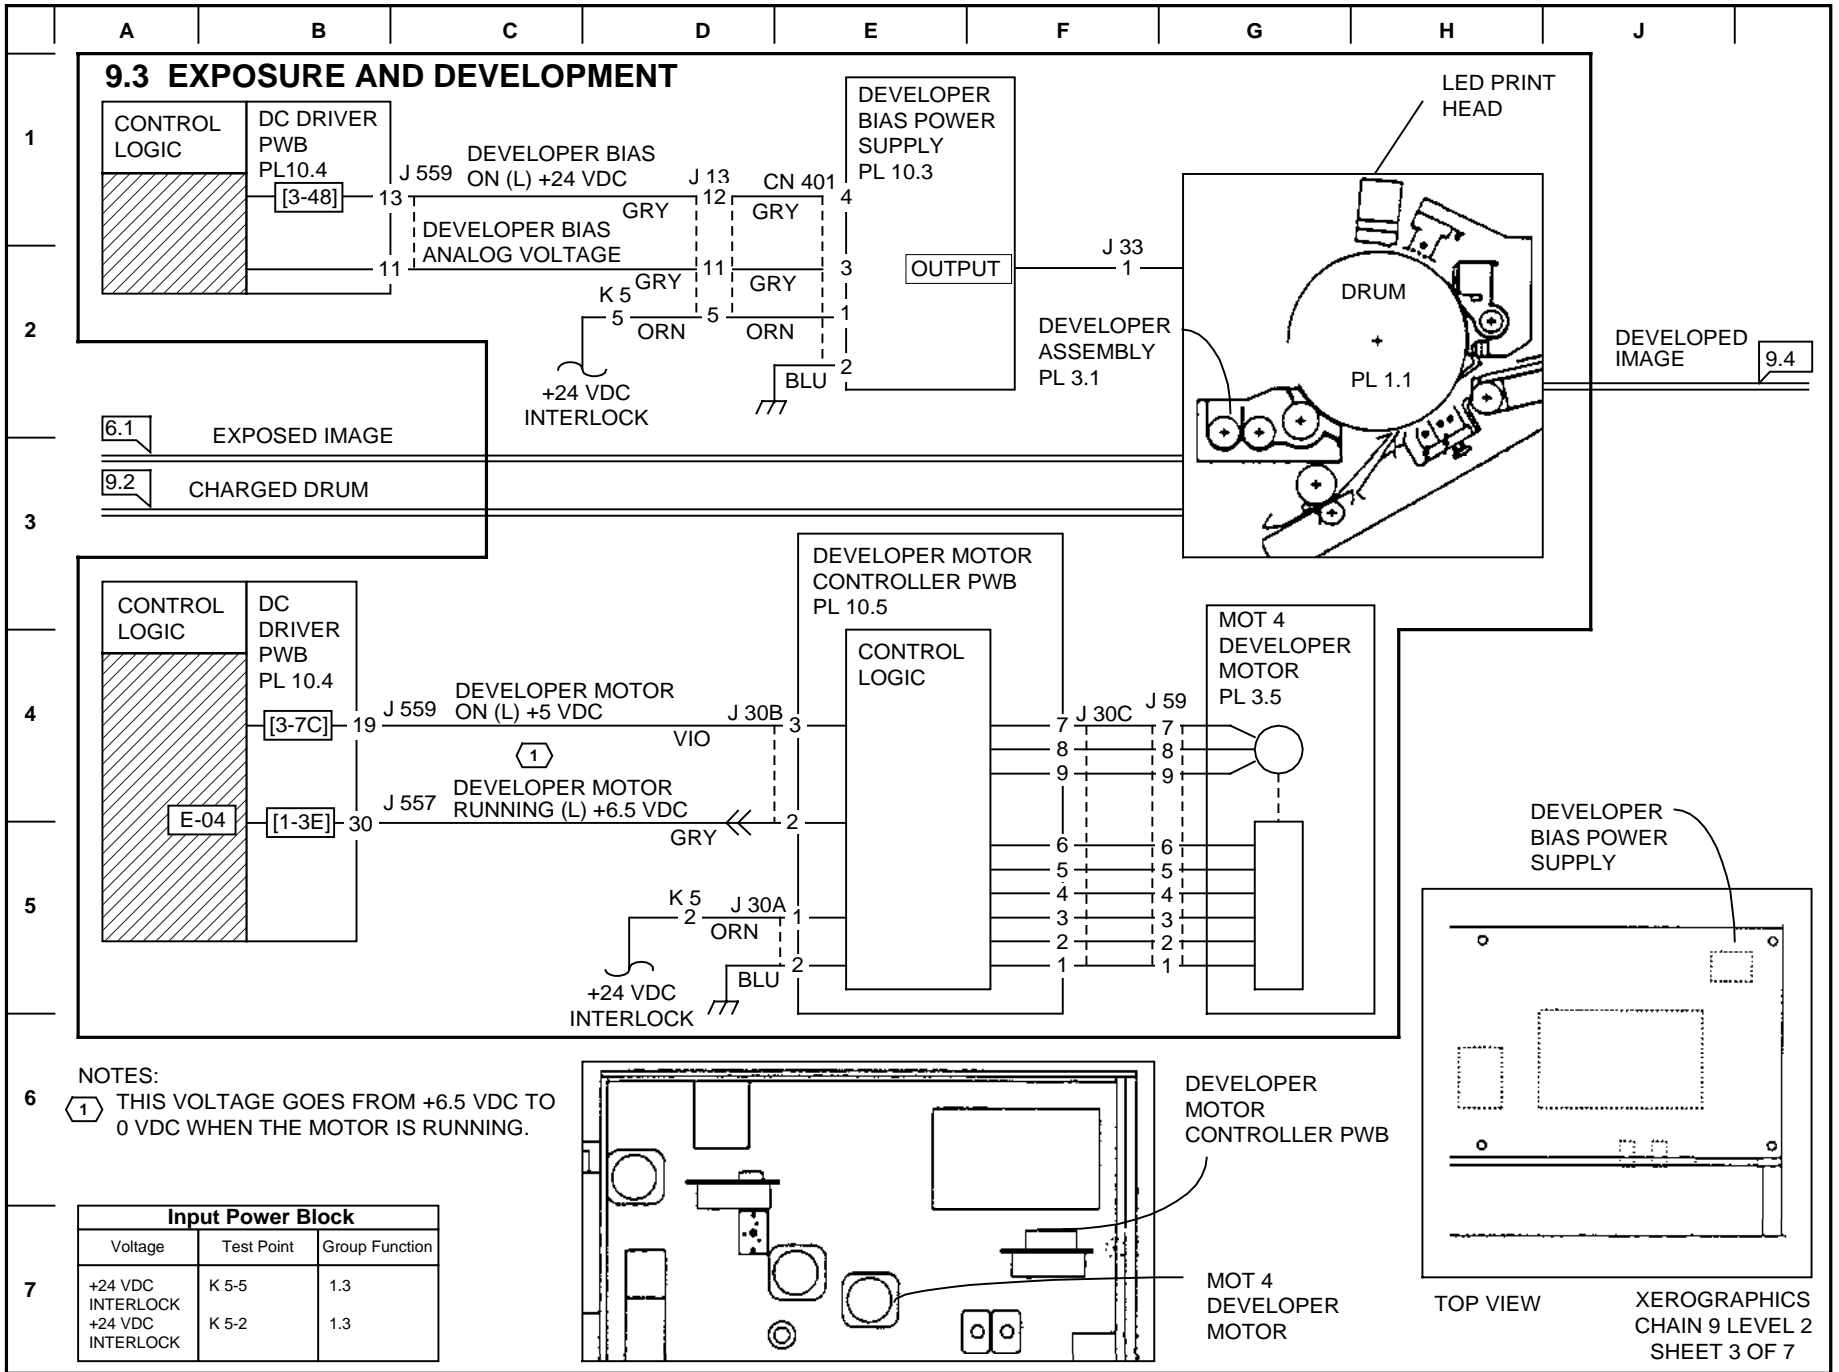 A B C D E F G H J
1
2
3
4
5
6
7
9.3 EXPOSURE AND DEVELOPMENT
CONTROL
LOGIC
DC DRIVER
PWB
PL10.4
[3-48]
13
J 559
DEVELOPER BIAS
ON (L) +24 VDC
GRY
J 13
12
GRY
CN 401
4
11
DEVELOPER BIAS
ANALOG VOLTAGE
GRY
11
GRY
3
K 5
5
ORN
5
ORN
1
+24 VDC
INTERLOCK
BLU
2
DEVELOPER
BIAS POWER
SUPPLY
PL 10.3
OUTPUT
J 33
1
LED PRINT
HEAD
DRUM
PL 1.1
DEVELOPER
ASSEMBLY
PL 3.1
DEVELOPED
IMAGE
9.4
6.1
EXPOSED IMAGE
9.2
CHARGED DRUM
CONTROL
LOGIC
DC
DRIVER
PWB
PL 10.4
[3-7C]
19
J 559
DEVELOPER MOTOR
ON (L) +5 VDC
VIO
J 30B
3
1
E-04
[1-3E]
30
J 557
DEVELOPER MOTOR
RUNNING (L) +6.5 VDC
GRY
2
K 5
2
ORN
J 30A
1
+24 VDC
INTERLOCK
BLU
2
DEVELOPER MOTOR
CONTROLLER PWB
PL 10.5
CONTROL
LOGIC
J 30C
J 59
7 7
8 8
9 9
6 6
5 5
4 4
3 3
2 2
1 1
MOT 4
DEVELOPER
MOTOR
PL 3.5
DEVELOPER
BIAS POWER
SUPPLY
NOTES:
1 THIS VOLTAGE GOES FROM +6.5 VDC TO
0 VDC WHEN THE MOTOR IS RUNNING.
Input Power Block
Voltage Test Point Group Function
+24 VDC K 5-5 1.3
INTERLOCK
+24 VDC K 5-2 1.3
INTERLOCK
DEVELOPER
MOTOR
CONTROLLER PWB
MOT 4
DEVELOPER
MOTOR
TOP VIEW
XEROGRAPHICS
CHAIN 9 LEVEL 2
SHEET 3 OF 7